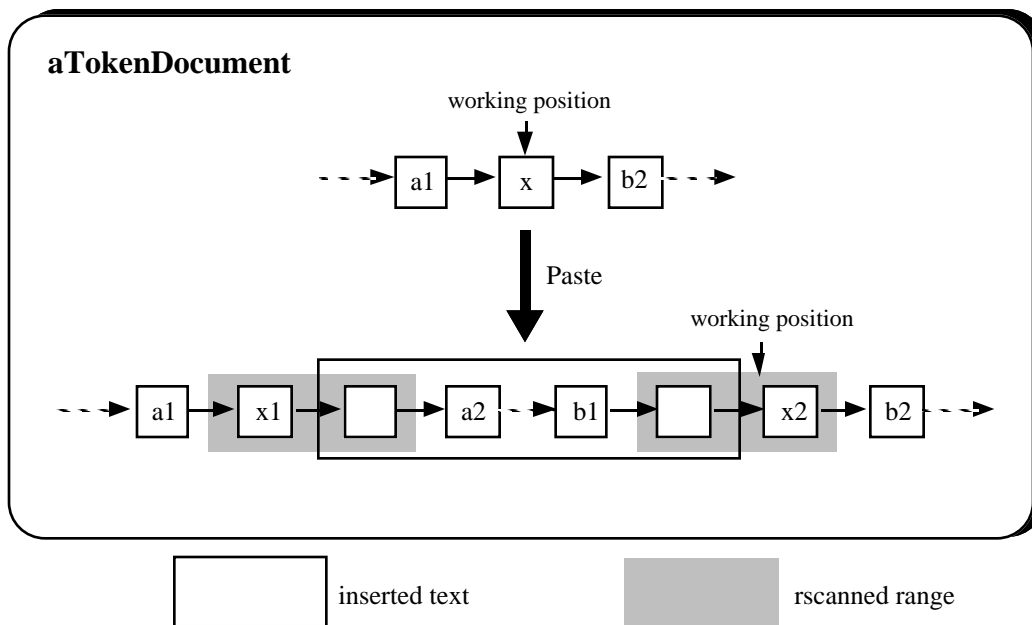 aTokenDocument
working position
a1 x b2
Paste
working position
a1 x1 a2 b1 x2 b2
inserted text rscanned range